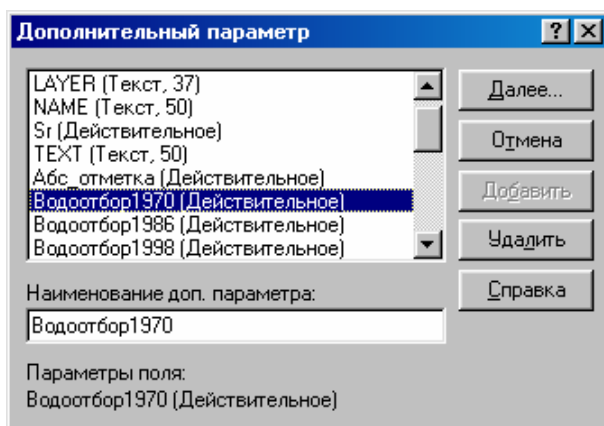 Дополнительный параметр
LAYER (Текст, 37)
NAME (Текст, 50)
Sr (Действительное)
TEXT (Текст, 50)
Абс_отметка (Действительное)
Водоотбор1970 (Действительное)
Водоотбор1986 (Действительное)
Водоотбор1998 (Действительное)
Далее...
Отмена
Добавить
Удалить
Справка
Наименование доп. параметра:
Водоотбор1970
Параметры поля:
Водоотбор1970 (Действительное)